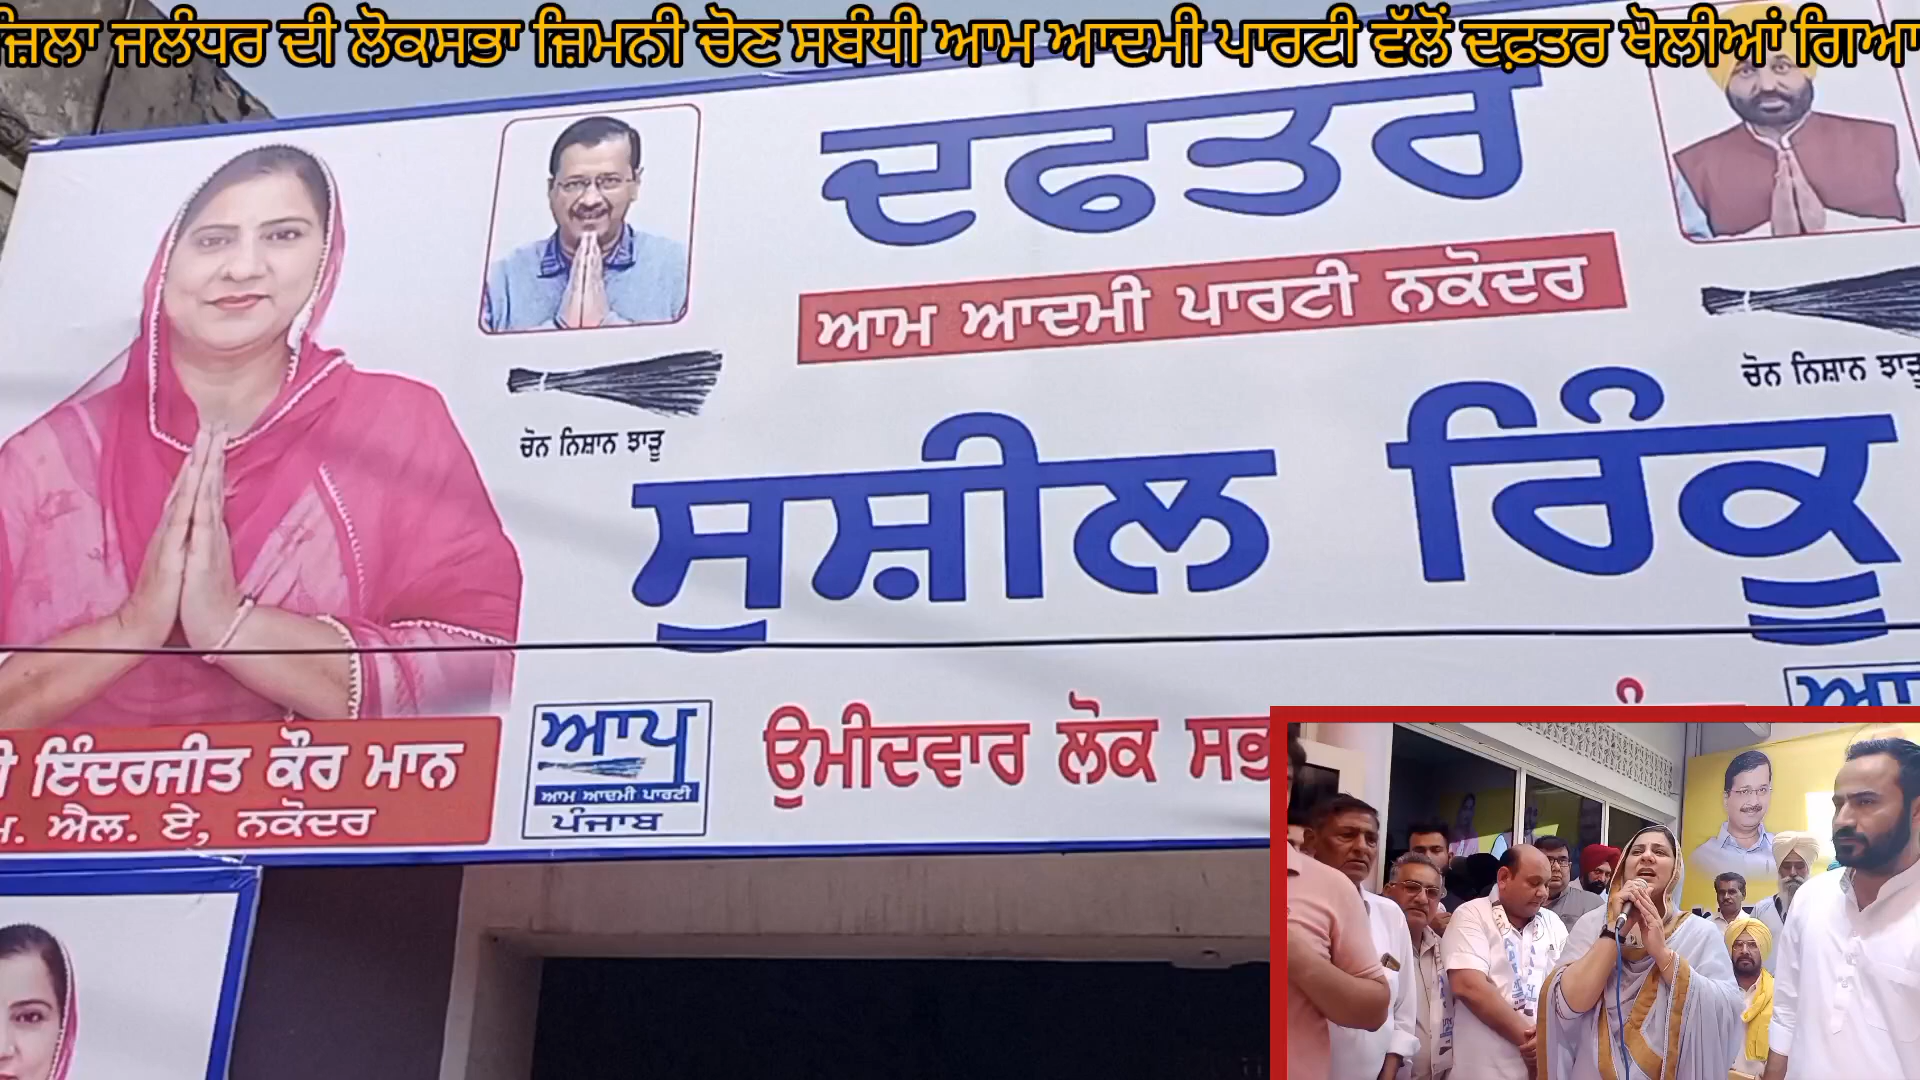 ਜ਼ਿਲਾ ਜਲੰਧਰ ਦੀ ਲੋਕਸਭਾ ਜ਼ਿਮਨੀ ਚੋਣ ਸਬੰਧੀ ਆਮ ਆਦਮੀ ਪਾਰਟੀ ਵੱਲੋਂ ਦਫ਼ਤਰ ਖੋਲੀਆਂ ਗਿਆ
ਦਫਤਰ
ਆਮ ਆਦਮੀ ਪਾਰਟੀ ਨਕੋਦਰ
ਚੋਨ ਨਿਸ਼ਾਨ ਝਾੜੂ
ਚੋਨ ਨਿਸ਼ਾਨ ਝਾੜੂ
ਸੁਸ਼ੀਲ ਰਿੰਕੂ
ਉਮੀਦਵਾਰ ਲੋਕ ਸਭ
ਇੰਦਰਜੀਤ ਕੌਰ ਮਾਨ
ਐਲ. ਏ, ਨਕੋਦਰ
ਆਪ
ਆਮ ਆਦਮੀ ਪਾਰਟੀ
ਪੰਜਾਬ